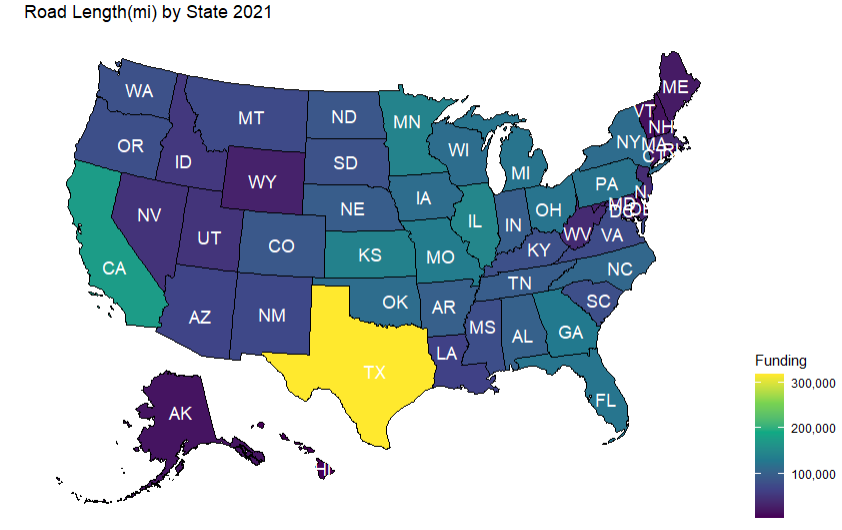 Road Length(mi) by State 2021
ME
WA
VT
MT
ND
MN
NH
OR
NY
MA
WI
ID
SD
MI
WY
PA
IA
NE
OH
NV
IL
IN
WV
UT
CO
VA
KY
KS
MO
CA
NC
TN
OK
SC
AR
AZ
NM
MS
GA
AL
LA
TX
FL
AK
Funding
300,000
200,000
100,000